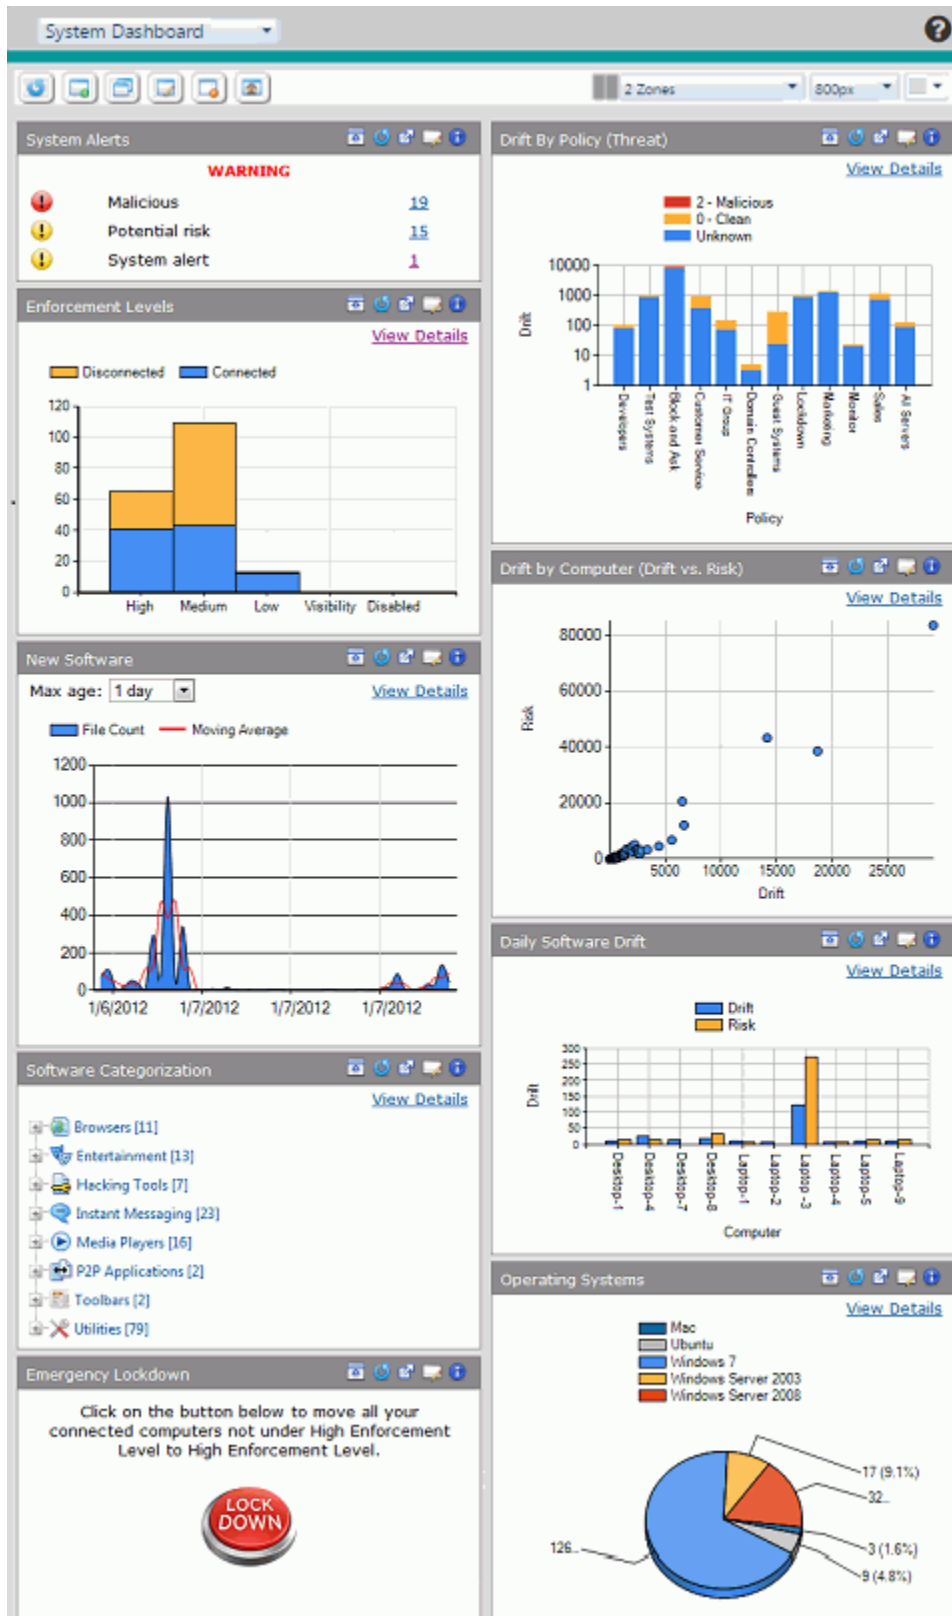 System Dashboard
2 Zones
800px
System Alerts
WARNING
Malicious 19
Potential risk 15
System alert 1
Enforcement Levels
View Details
Disconnected Connected
120
100
80
60
40
20
0
High Medium Low Visibility Disabled
New Software
Max age: 1 day View Details
File Count Moving Average
1200
1000
800
600
400
200
0
1/6/2012 1/7/2012 1/7/2012 1/7/2012
Software Categorization
View Details
Browsers [11]
Entertainment [13]
Hacking Tools [7]
Instant Messaging [23]
Media Players [16]
P2P Applications [2]
Toolbars [2]
Utilities [79]
Emergency Lockdown
Click on the button below to move all your
connected computers not under High Enforcement
Level to High Enforcement Level.
LOCK
DOWN
Drift By Policy (Threat)
View Details
2 - Malicious
0 - Clean
Unknown
10000
1000
100
10
1
Drift
Developers
Test Systems
Block and Ask
Customer Service
IT Group
Domain Controllers
Guest Systems
Lockdown
Marketing
Monitor
Sales
All Servers
Policy
Drift by Computer (Drift vs. Risk)
View Details
80000
60000
40000
20000
0
Risk
5000 10000 15000 20000 25000
Drift
Daily Software Drift
View Details
Drift
Risk
300
250
200
150
100
50
0
Drift
Desktop-1
Desktop-4
Desktop-7
Desktop-8
Laptop-1
Laptop-2
Laptop -3
Laptop-4
Laptop-5
Laptop-9
Computer
Operating Systems
View Details
Mac
Ubuntu
Windows 7
Windows Server 2003
Windows Server 2008
17 (9.1%)
32...
3 (1.6%)
9 (4.8%)
126...